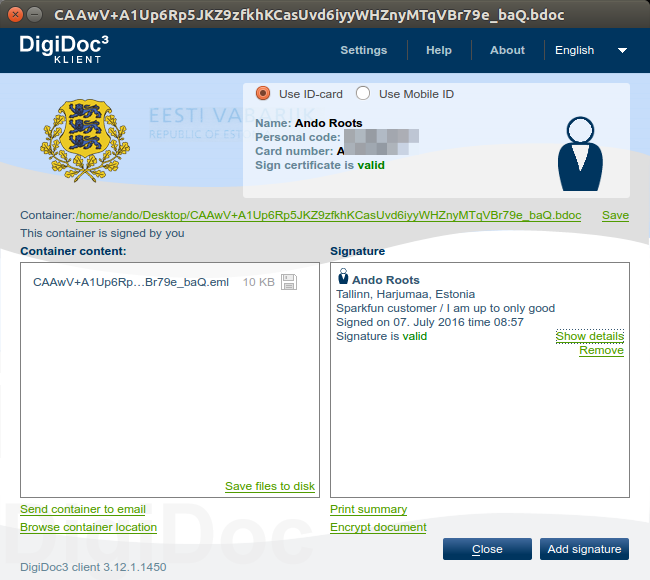 CAAwV+A1Up6Rp5JKZ9zfkhKCasUvd6iyyWHZnyMTqVBr79e_baQ.bdoc
DigiDoc³
KLIENT
Settings
Help
About
English
EESTI VABARIIK
REPUBLIC OF ESTONIA
Use ID-card
Use Mobile ID
Name: Ando Roots
Personal code:
Card number: A
Sign certificate is valid
Container:/home/ando/Desktop/CAAwV+A1Up6Rp5JKZ9zfkhKCasUvd6iyyWHZnyMTqVBr79e_baQ.bdoc
Save
This container is signed by you
Container content:
CAAwV+A1Up6Rp…Br79e_baQ.eml 10 KB
Save files to disk
Signature
Ando Roots
Tallinn, Harjumaa, Estonia
Sparkfun customer / I am up to only good
Signed on 07. July 2016 time 08:57
Signature is valid
Show details
Remove
Send container to email
Browse container location
Print summary
Encrypt document
DigiDoc
Close
Add signature
DigiDoc3 client 3.12.1.1450